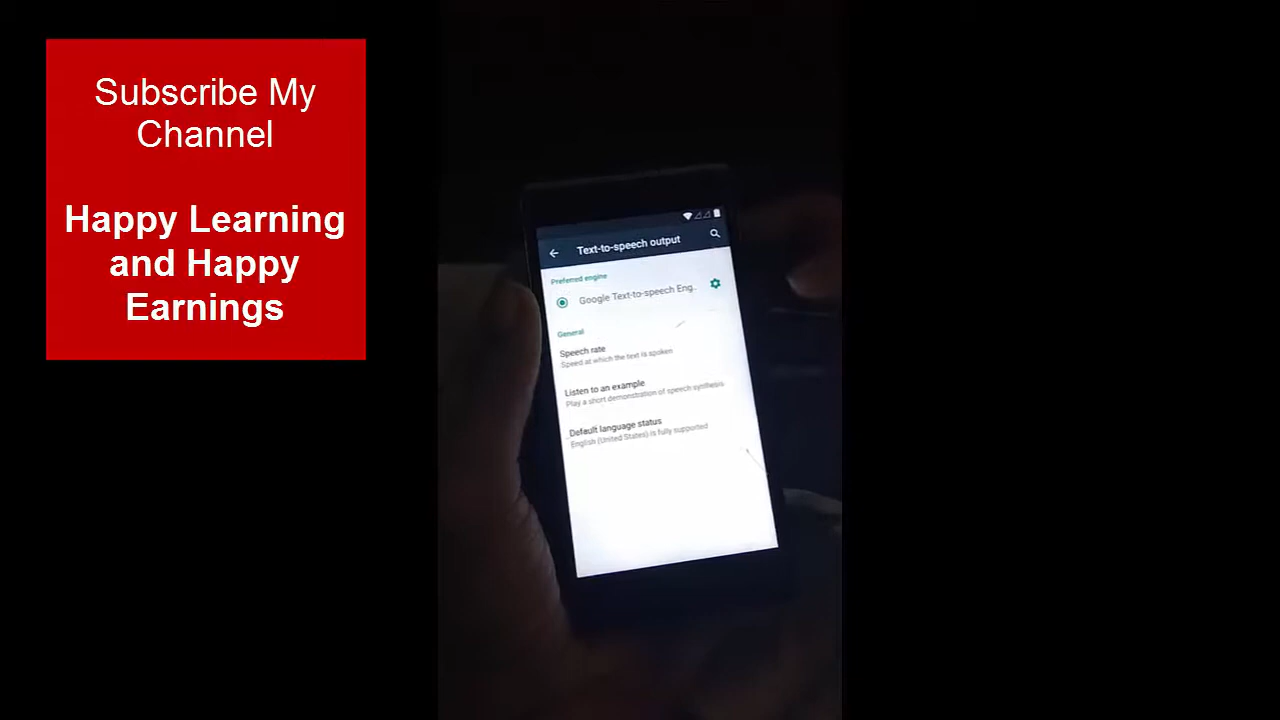 Subscribe My
Channel
Happy Learning
and Happy
Earnings
Text-to-speech output
Preferred engine
Google Text-to-speech Eng..
General
Speech rate
Speed at which the text is spoken
Listen to an example
Play a short demonstration of speech synthesis
Default language status
English (United States) is fully supported